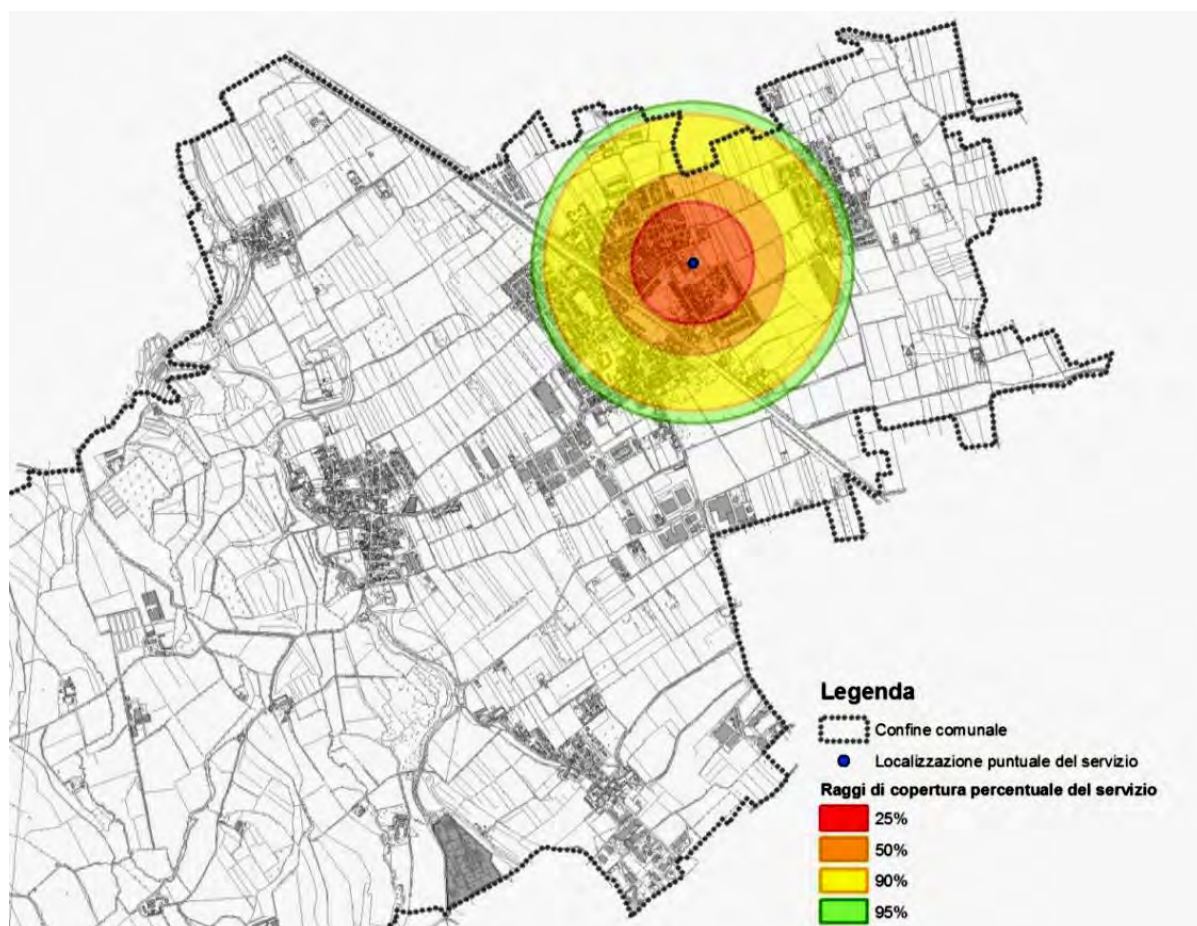 Legenda
Confine comunale
Localizzazione puntuale del servizio
Raggi di copertura percentuale del servizio
25%
50%
90%
95%